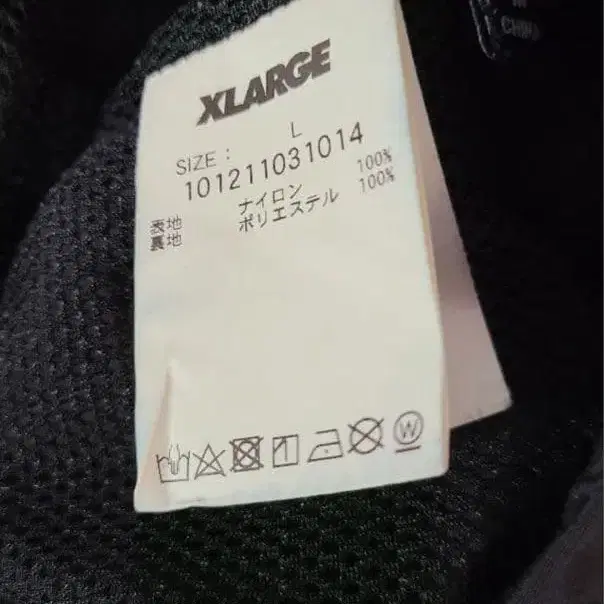 XLARGE
SIZE : L
101211031014
表地 ナイロン 100%
裏地 ポリエステル 100%
W
CHINA